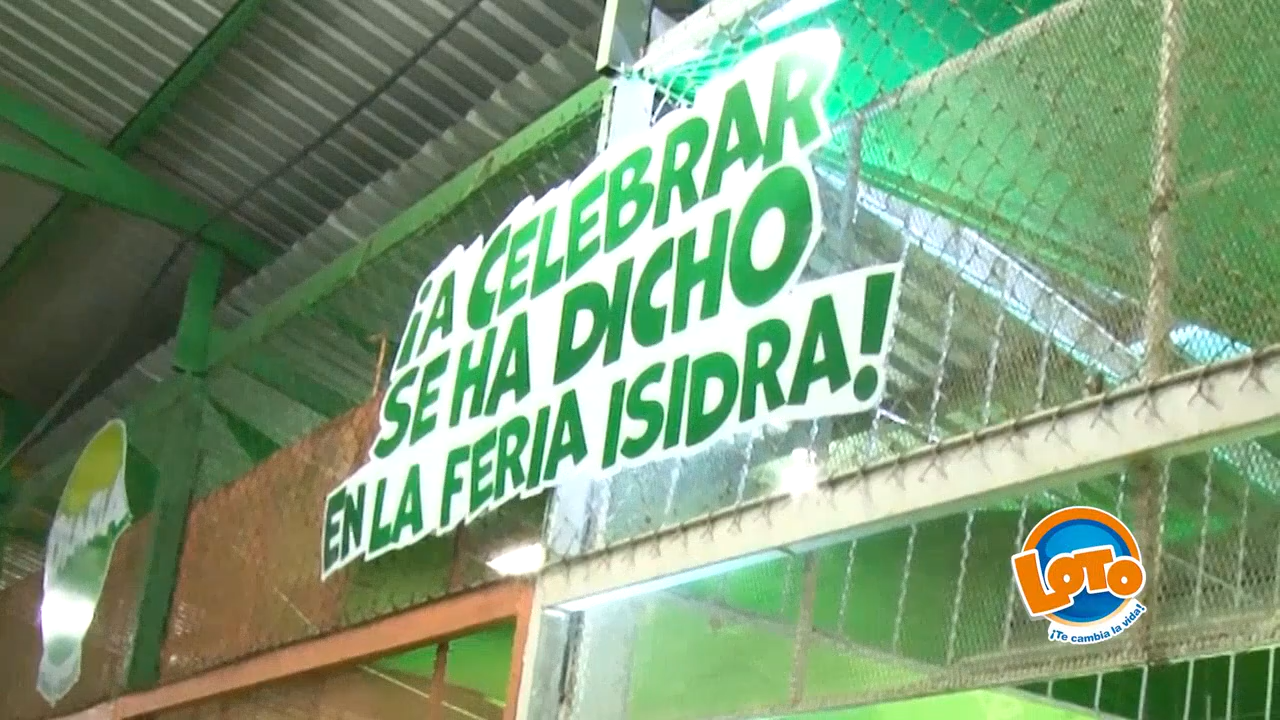 ¡A CELEBRAR
SE HA DICHO
EN LA FERIA ISIDRA!
LOTO
¡Te cambia la vida!